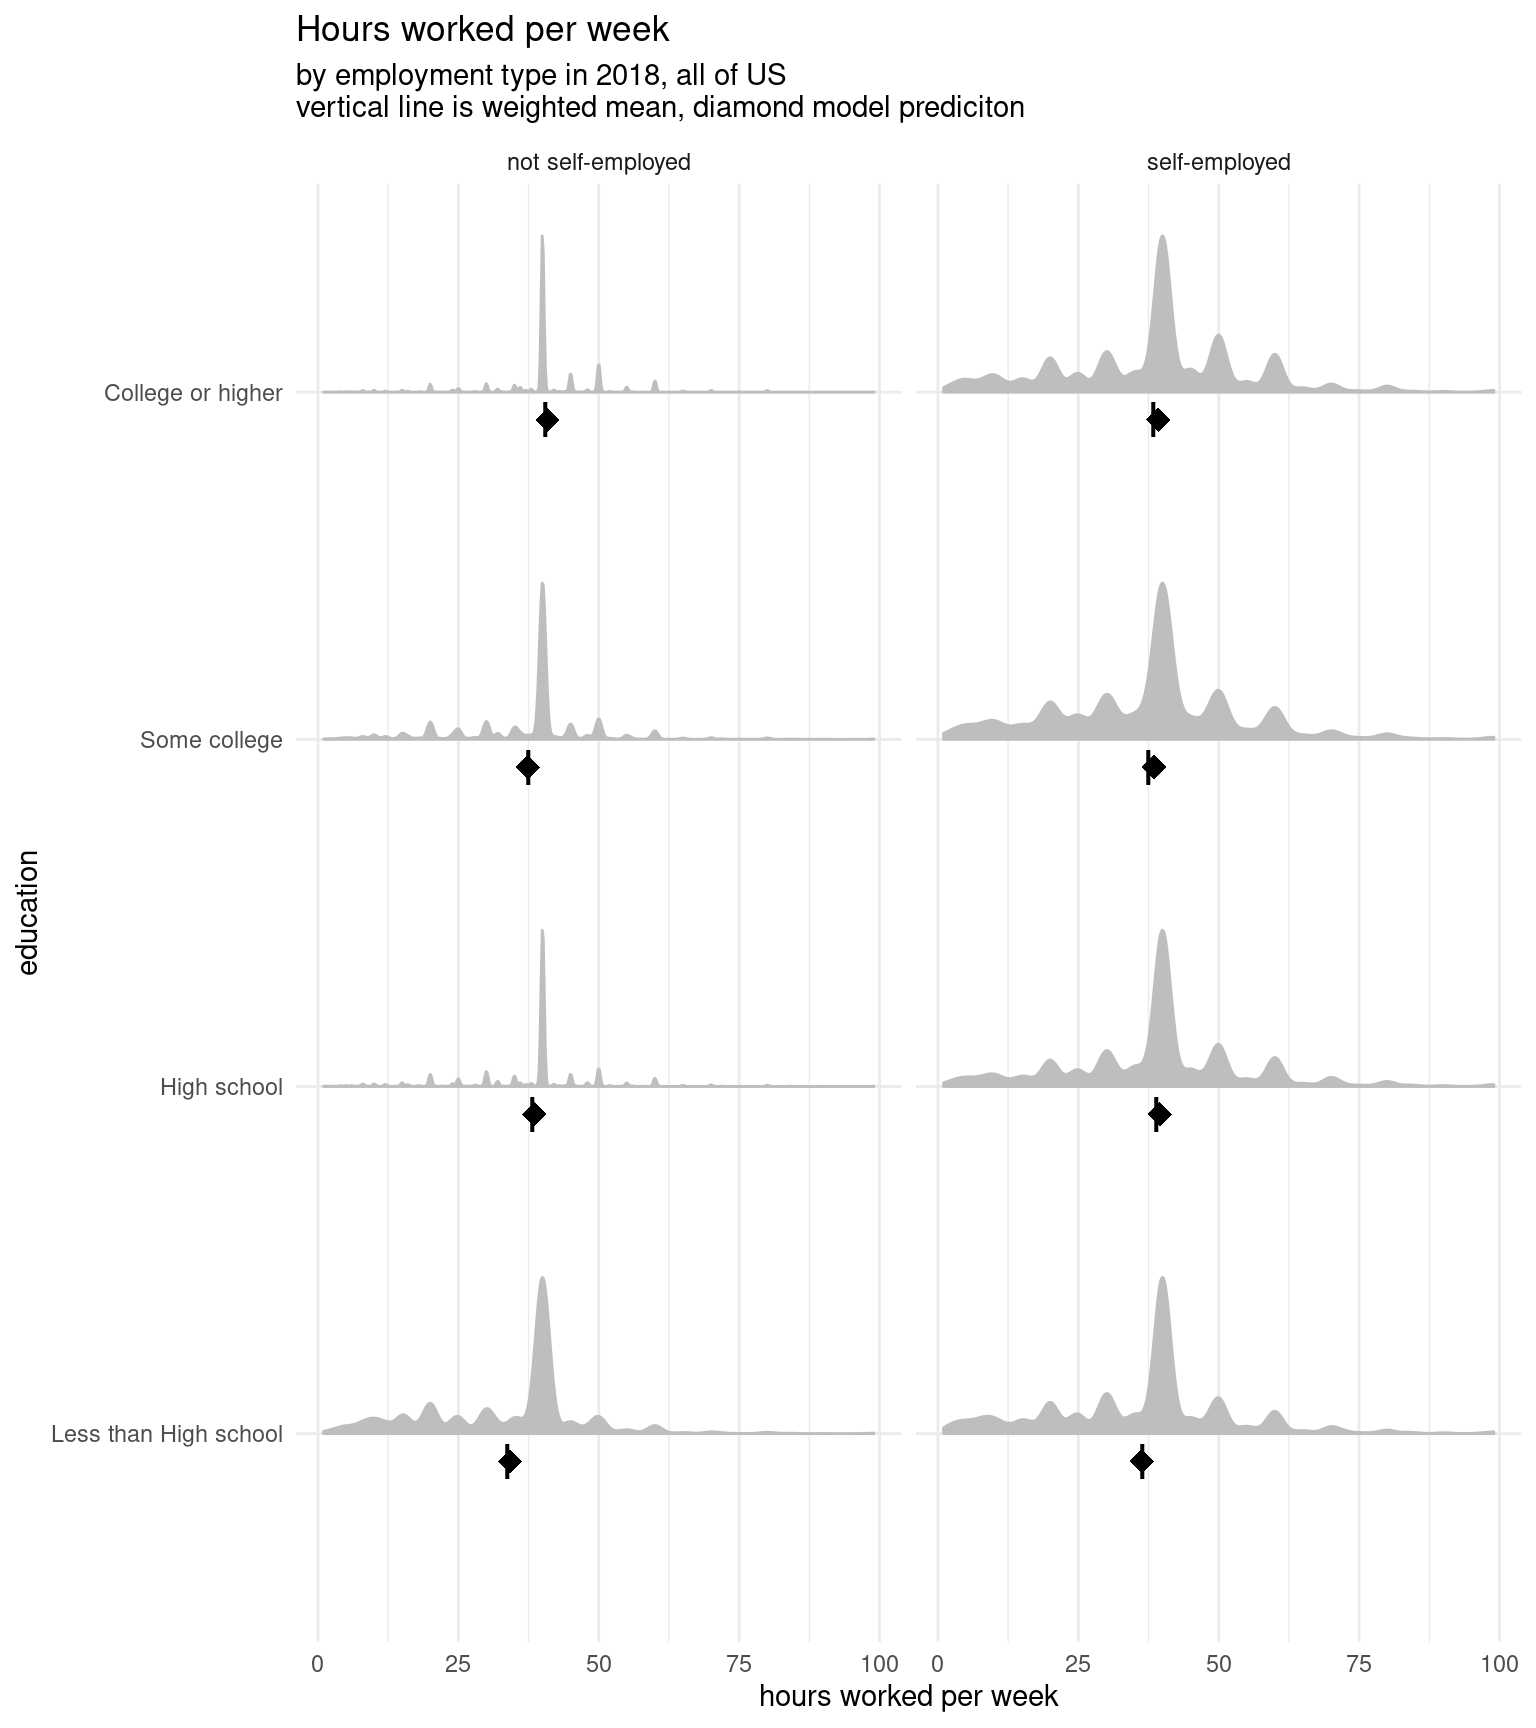 Hours worked per week
by employment type in 2018, all of US
vertical line is weighted mean, diamond model prediciton
not self-employed
self-employed
College or higher
Some college
High school
Less than High school
education
0 25 50 75 100 0 25 50 75 100
hours worked per week